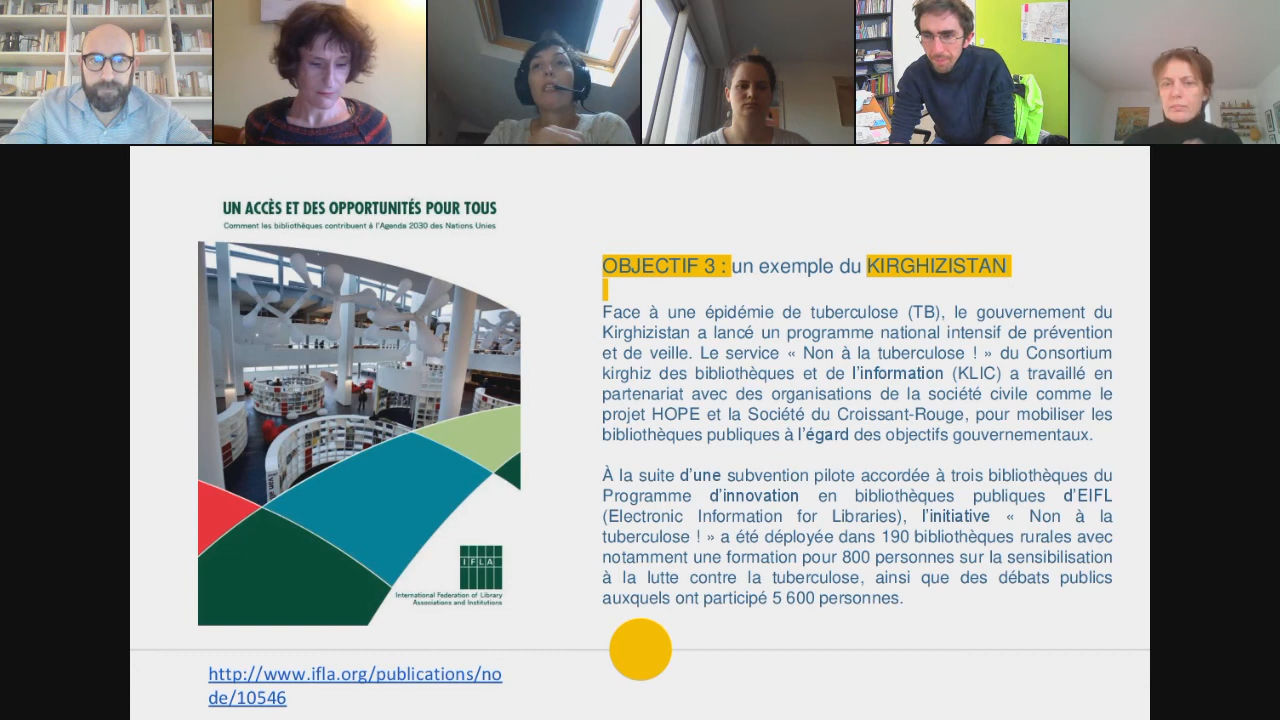 UN ACCÈS ET DES OPPORTUNITÉS POUR TOUS
Comment les bibliothèques contribuent à l'Agenda 2030 des Nations Unies
IFLA
International Federation of Library
Associations and Institutions
http://www.ifla.org/publications/no
de/10546
OBJECTIF 3 : un exemple du KIRGHIZISTAN
Face à une épidémie de tuberculose (TB), le gouvernement du
Kirghizistan a lancé un programme national intensif de prévention
et de veille. Le service « Non à la tuberculose ! » du Consortium
kirghiz des bibliothèques et de l'information (KLIC) a travaillé en
partenariat avec des organisations de la société civile comme le
projet HOPE et la Société du Croissant-Rouge, pour mobiliser les
bibliothèques publiques à l'égard des objectifs gouvernementaux.
À la suite d'une subvention pilote accordée à trois bibliothèques du
Programme d'innovation en bibliothèques publiques d'EIFL
(Electronic Information for Libraries), l'initiative « Non à la
tuberculose ! » a été déployée dans 190 bibliothèques rurales avec
notamment une formation pour 800 personnes sur la sensibilisation
à la lutte contre la tuberculose, ainsi que des débats publics
auxquels ont participé 5 600 personnes.